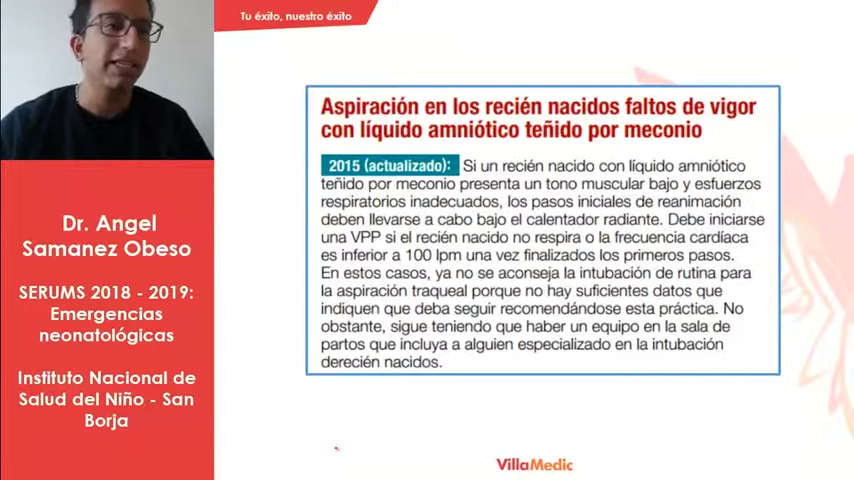 Tu éxito, nuestro éxito
Dr. Angel
Samanez Obeso
SERUMS 2018 - 2019:
Emergencias
neonatológicas
Instituto Nacional de
Salud del Niño - San
Borja
Aspiración en los recién nacidos faltos de vigor
con líquido amniótico teñido por meconio
2015 (actualizado): Si un recién nacido con líquido amniótico
teñido por meconio presenta un tono muscular bajo y esfuerzos
respiratorios inadecuados, los pasos iniciales de reanimación
deben llevarse a cabo bajo el calentador radiante. Debe iniciarse
una VPP si el recién nacido no respira o la frecuencia cardíaca
es inferior a 100 lpm una vez finalizados los primeros pasos.
En estos casos, ya no se aconseja la intubación de rutina para
la aspiración traqueal porque no hay suficientes datos que
indiquen que deba seguir recomendándose esta práctica. No
obstante, sigue teniendo que haber un equipo en la sala de
partos que incluya a alguien especializado en la intubación
derecién nacidos.
VillaMedic